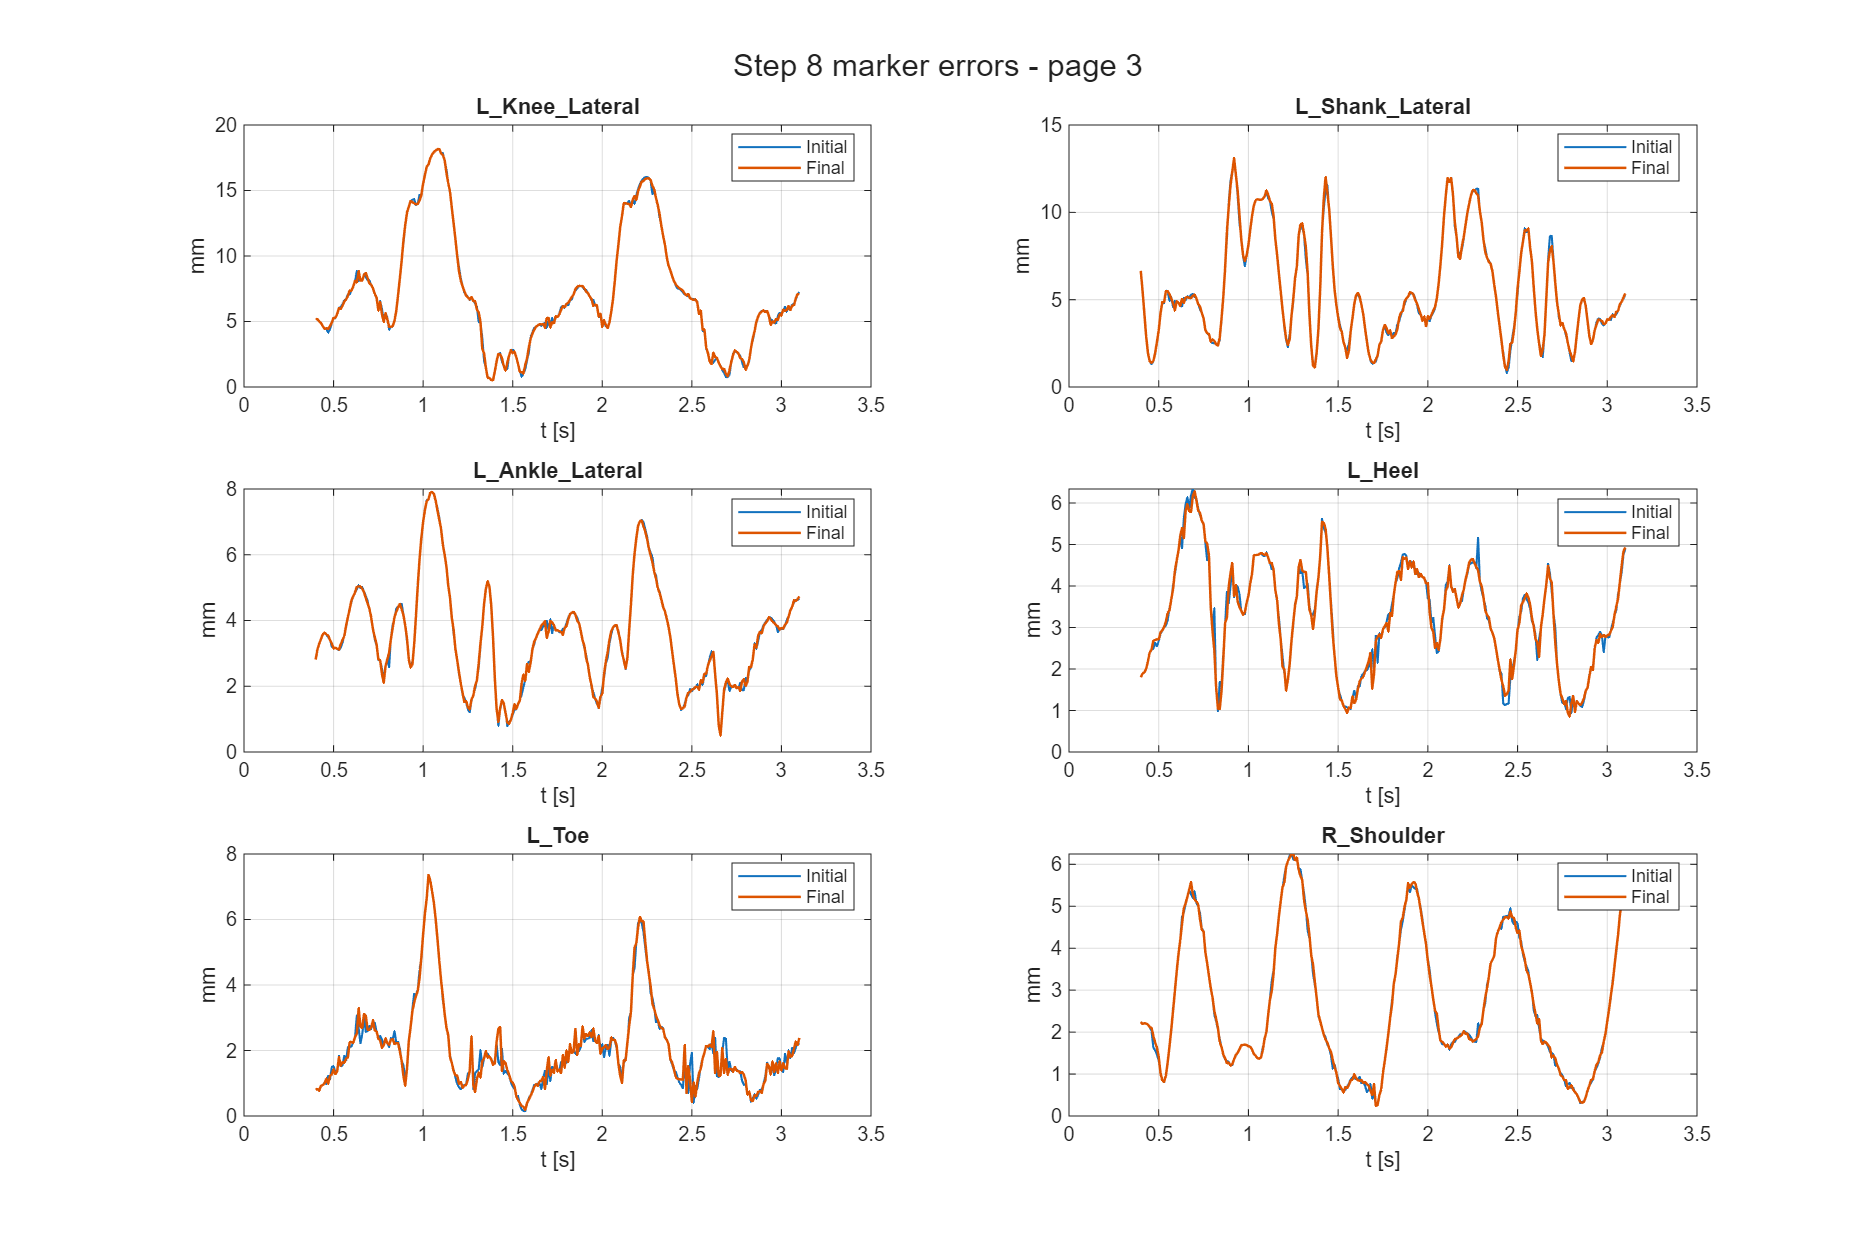 Step 8 marker errors - page 3
L_Knee_Lateral
20
15
10
5
0
mm
Initial
Final
0 0.5 1 1.5 2 2.5 3 3.5
t [s]
L_Shank_Lateral
15
10
5
0
mm
Initial
Final
0 0.5 1 1.5 2 2.5 3 3.5
t [s]
L_Ankle_Lateral
8
6
4
2
0
mm
Initial
Final
0 0.5 1 1.5 2 2.5 3 3.5
t [s]
L_Heel
6
5
4
3
2
1
0
mm
Initial
Final
0 0.5 1 1.5 2 2.5 3 3.5
t [s]
L_Toe
8
6
4
2
0
mm
Initial
Final
0 0.5 1 1.5 2 2.5 3 3.5
t [s]
R_Shoulder
6
5
4
3
2
1
0
mm
Initial
Final
0 0.5 1 1.5 2 2.5 3 3.5
t [s]